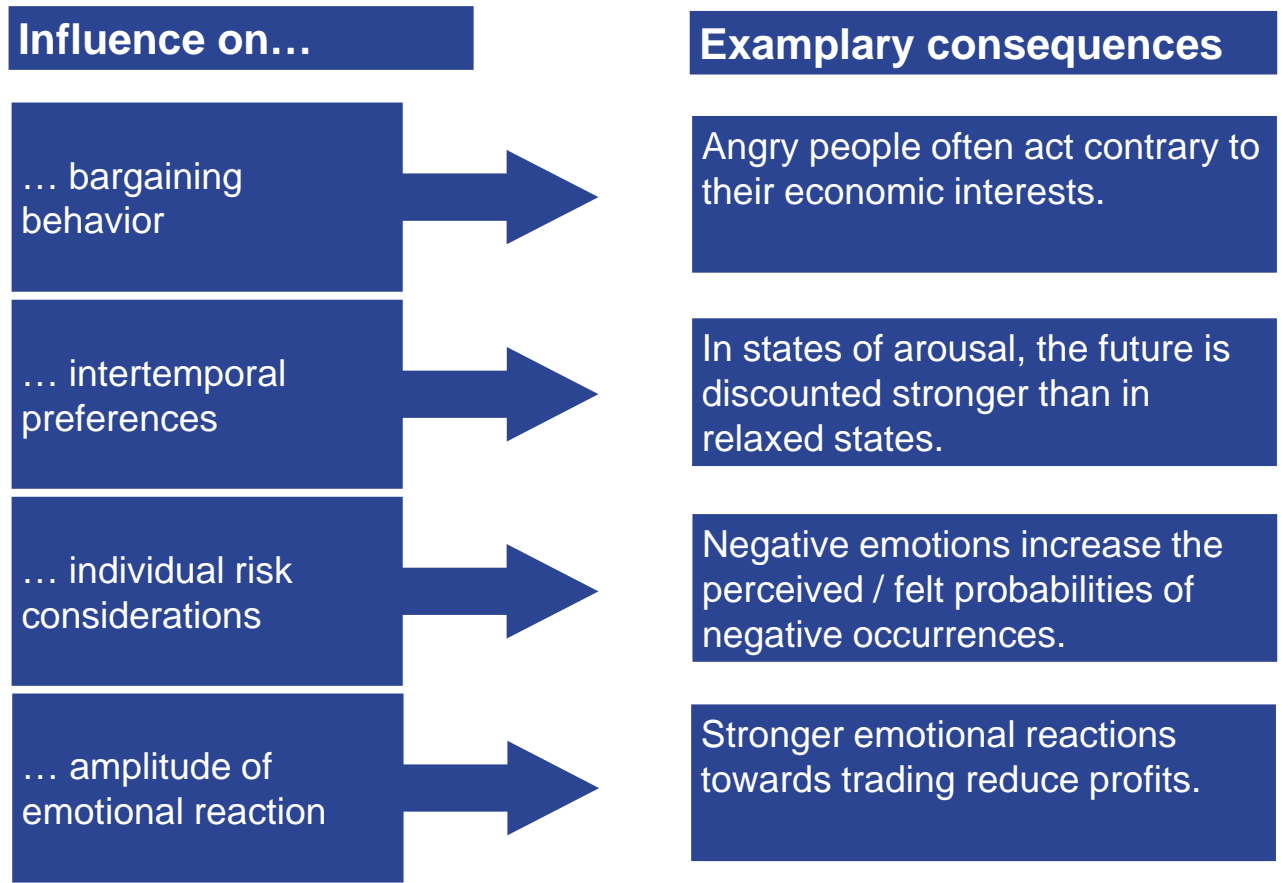 Influence on…
Examplary consequences
… bargaining
behavior
Angry people often act contrary to
their economic interests.
… intertemporal
preferences
In states of arousal, the future is
discounted stronger than in
relaxed states.
… individual risk
considerations
Negative emotions increase the
perceived / felt probabilities of
negative occurrences.
… amplitude of
emotional reaction
Stronger emotional reactions
towards trading reduce profits.